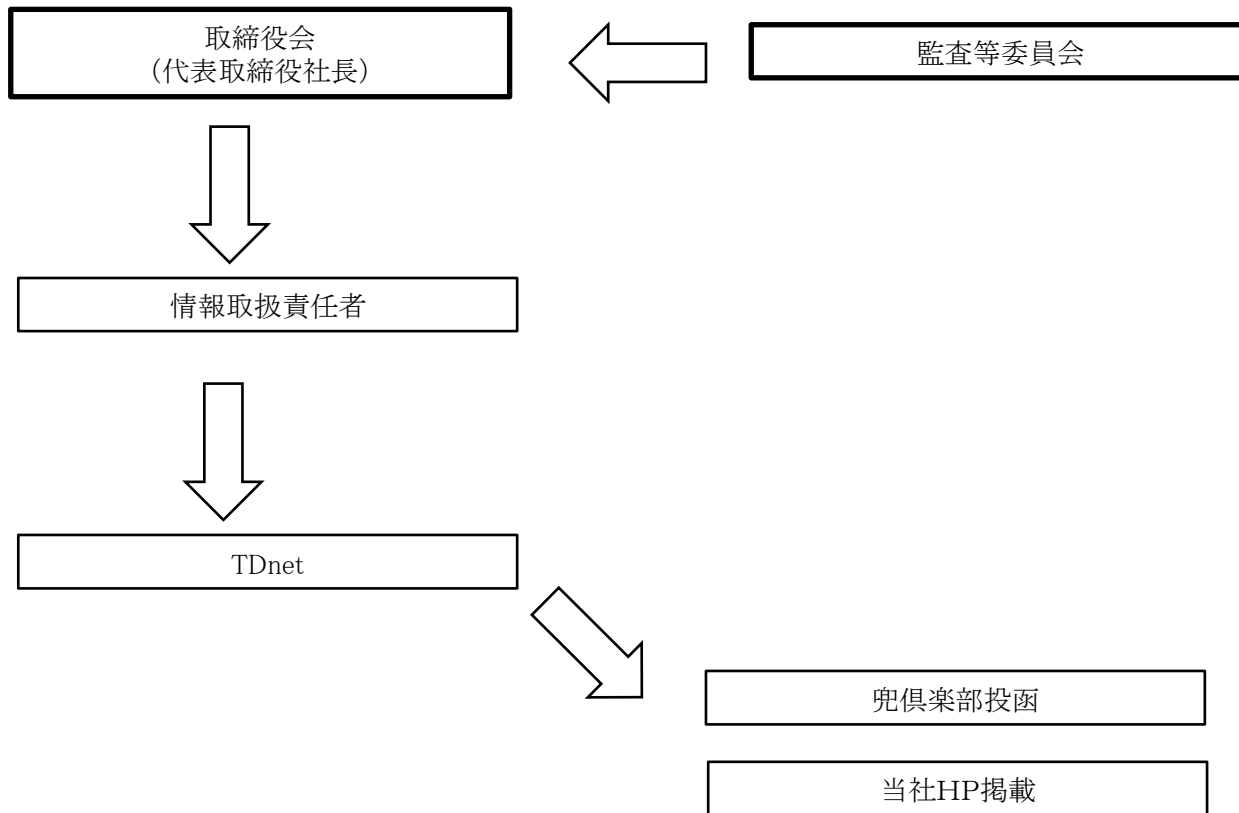 取締役会
（代表取締役社長）
監査等委員会
情報取扱責任者
TDnet
兜倶楽部投函
当社HP掲載